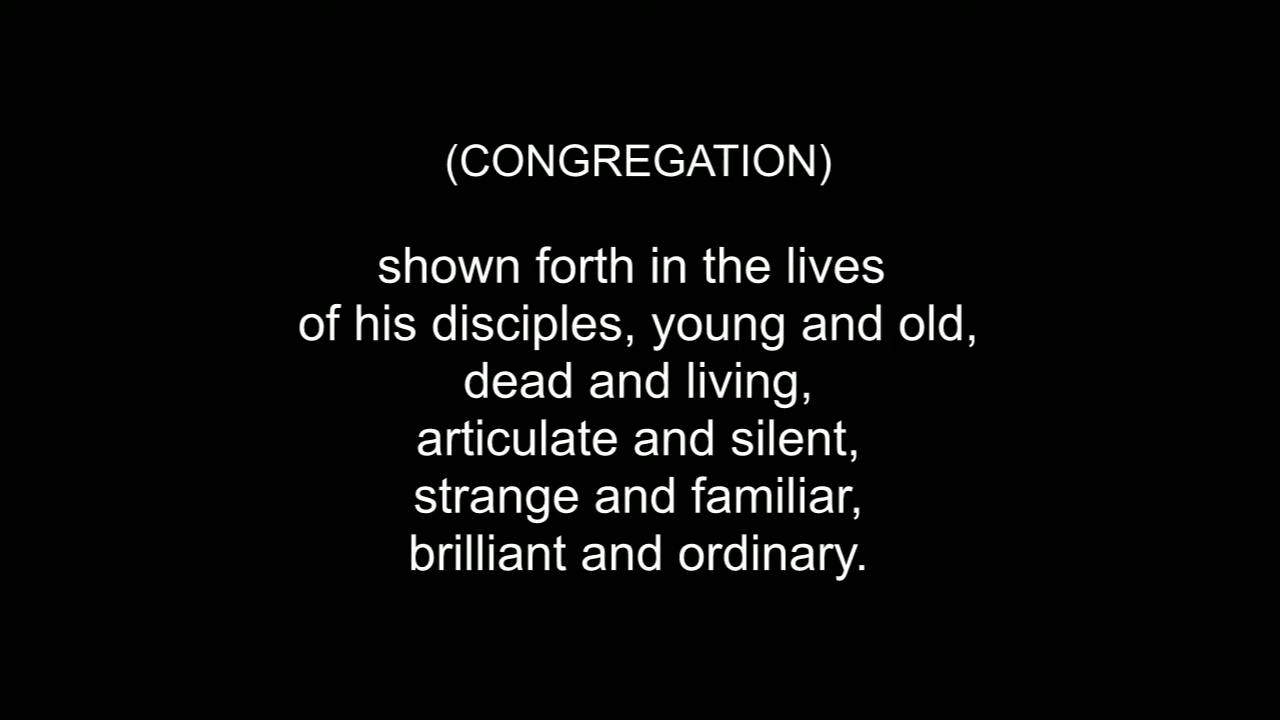 (CONGREGATION)
shown forth in the lives
of his disciples, young and old,
dead and living,
articulate and silent,
strange and familiar,
brilliant and ordinary.